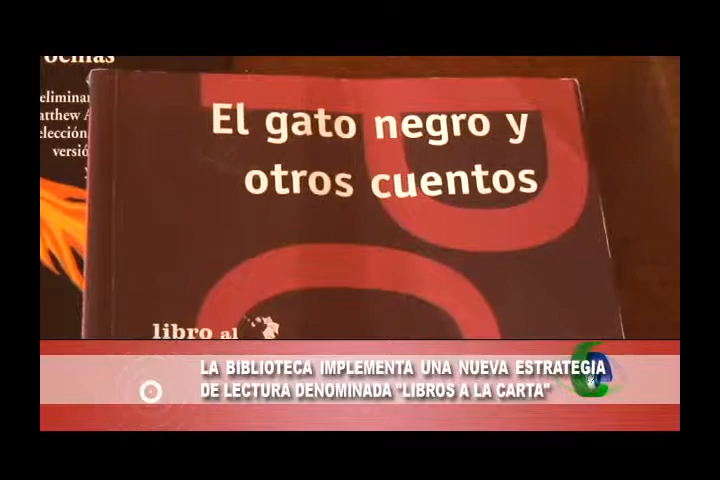 El gato negro y
otros cuentos
libro al
LA BIBLIOTECA IMPLEMENTA UNA NUEVA ESTRATEGIA
DE LECTURA DENOMINADA "LIBROS A LA CARTA"